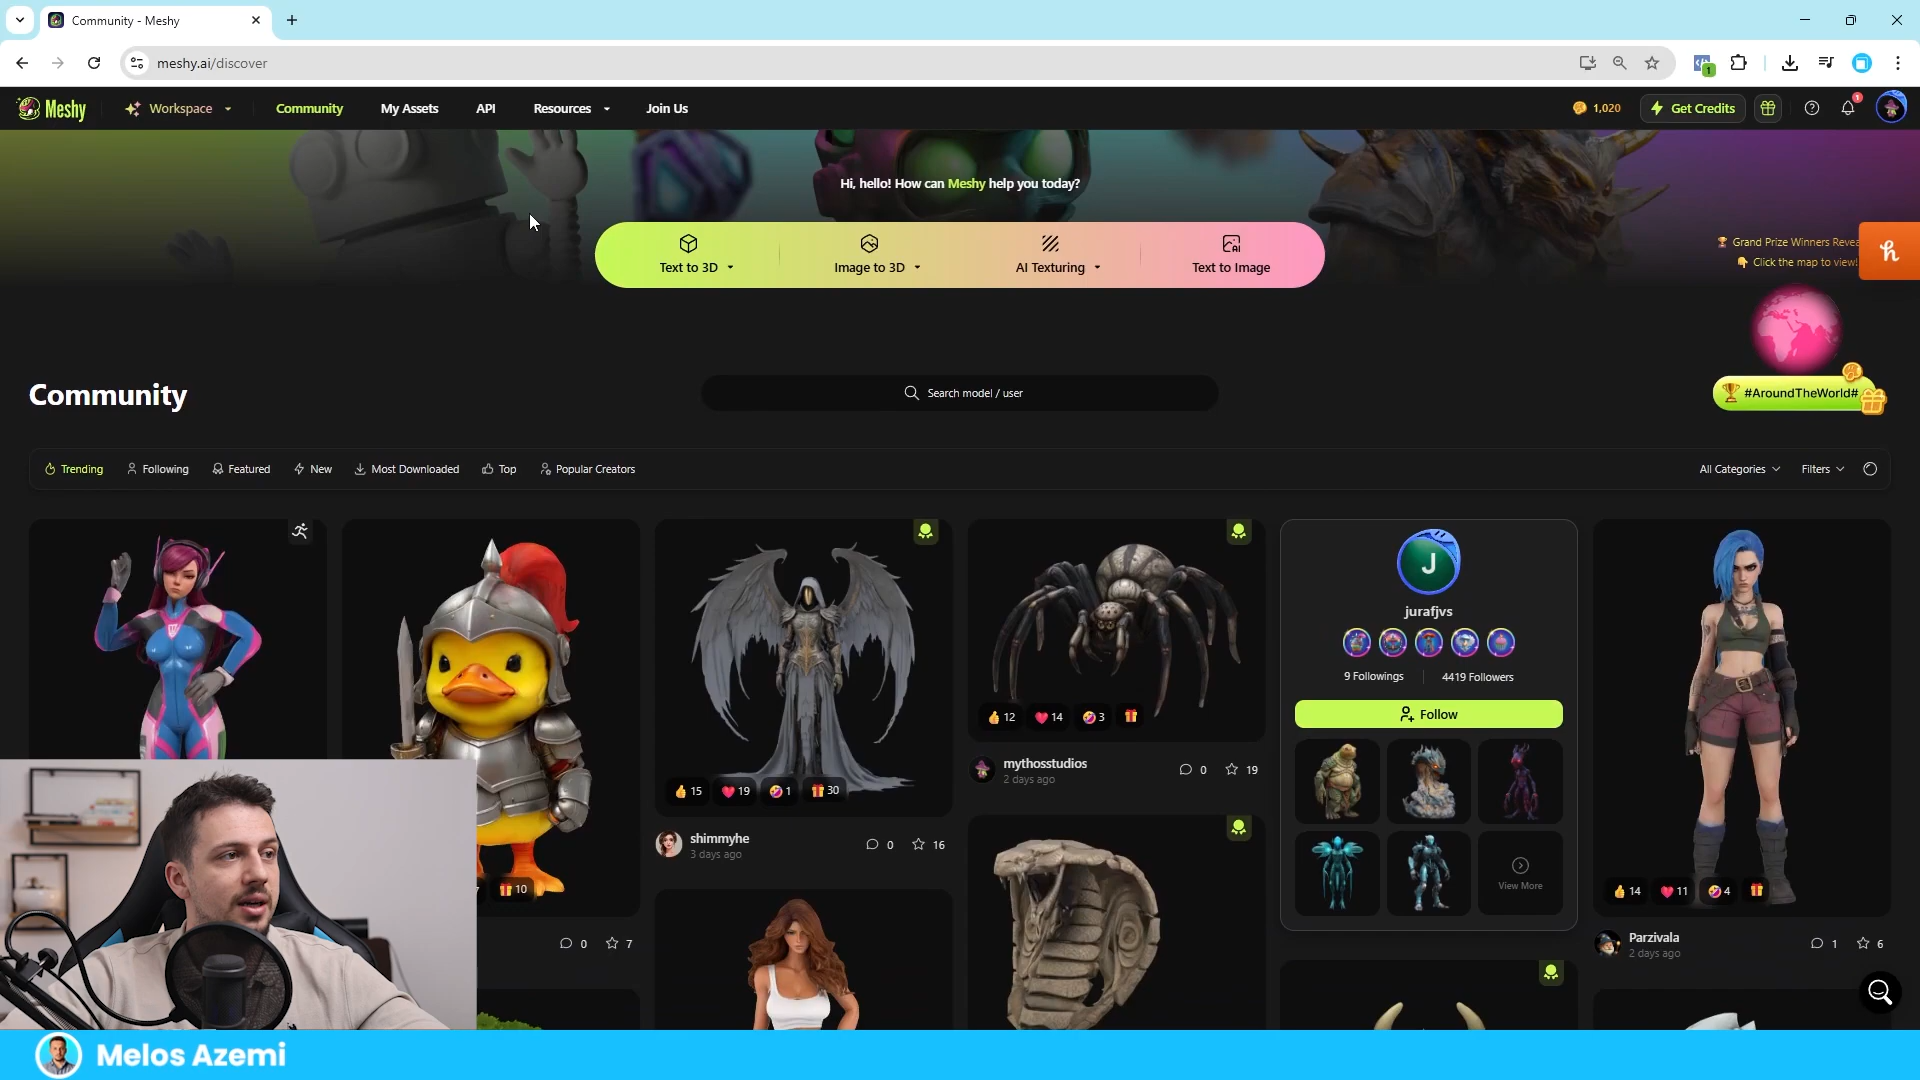 Community - Meshy
meshy.ai/discover
1
Meshy
Workspace
Community
My Assets
API
Resources
Join Us
1,020
Get Credits
1
Hi, hello! How can Meshy help you today?
Text to 3D
Image to 3D
AI Texturing
Text to Image
Grand Prize Winners Revea
Click the map to view!
h
Community
Search model / user
#AroundTheWorld#
Trending
Following
Featured
New
Most Downloaded
Top
Popular Creators
All Categories
Filters
J
jurafjvs
9 Followings
4419 Followers
Follow
View More
12
14
3
mythosstudios
2 days ago
0
19
15
19
1
30
shimmyhe
3 days ago
0
16
10
0
7
14
11
4
Parzivala
2 days ago
1
6
Melos Azemi